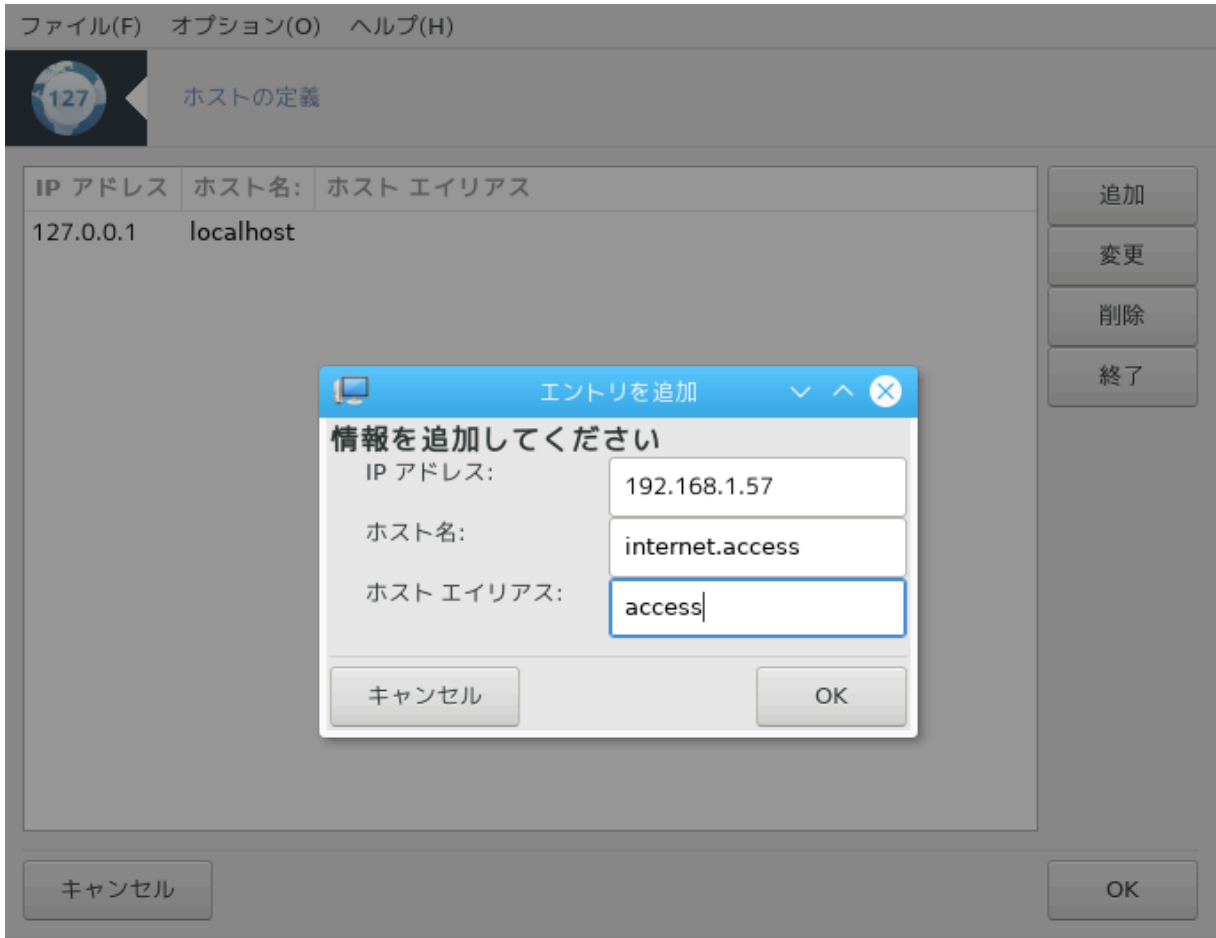 ファイル(F) オプション(O) ヘルプ(H)
127
ホストの定義
IP アドレス ホスト名: ホスト エイリアス
127.0.0.1 localhost
追加
変更
削除
終了
エントリを追加
情報を追加してください
IP アドレス: 192.168.1.57
ホスト名: internet.access
ホスト エイリアス: access
キャンセル OK
キャンセル OK